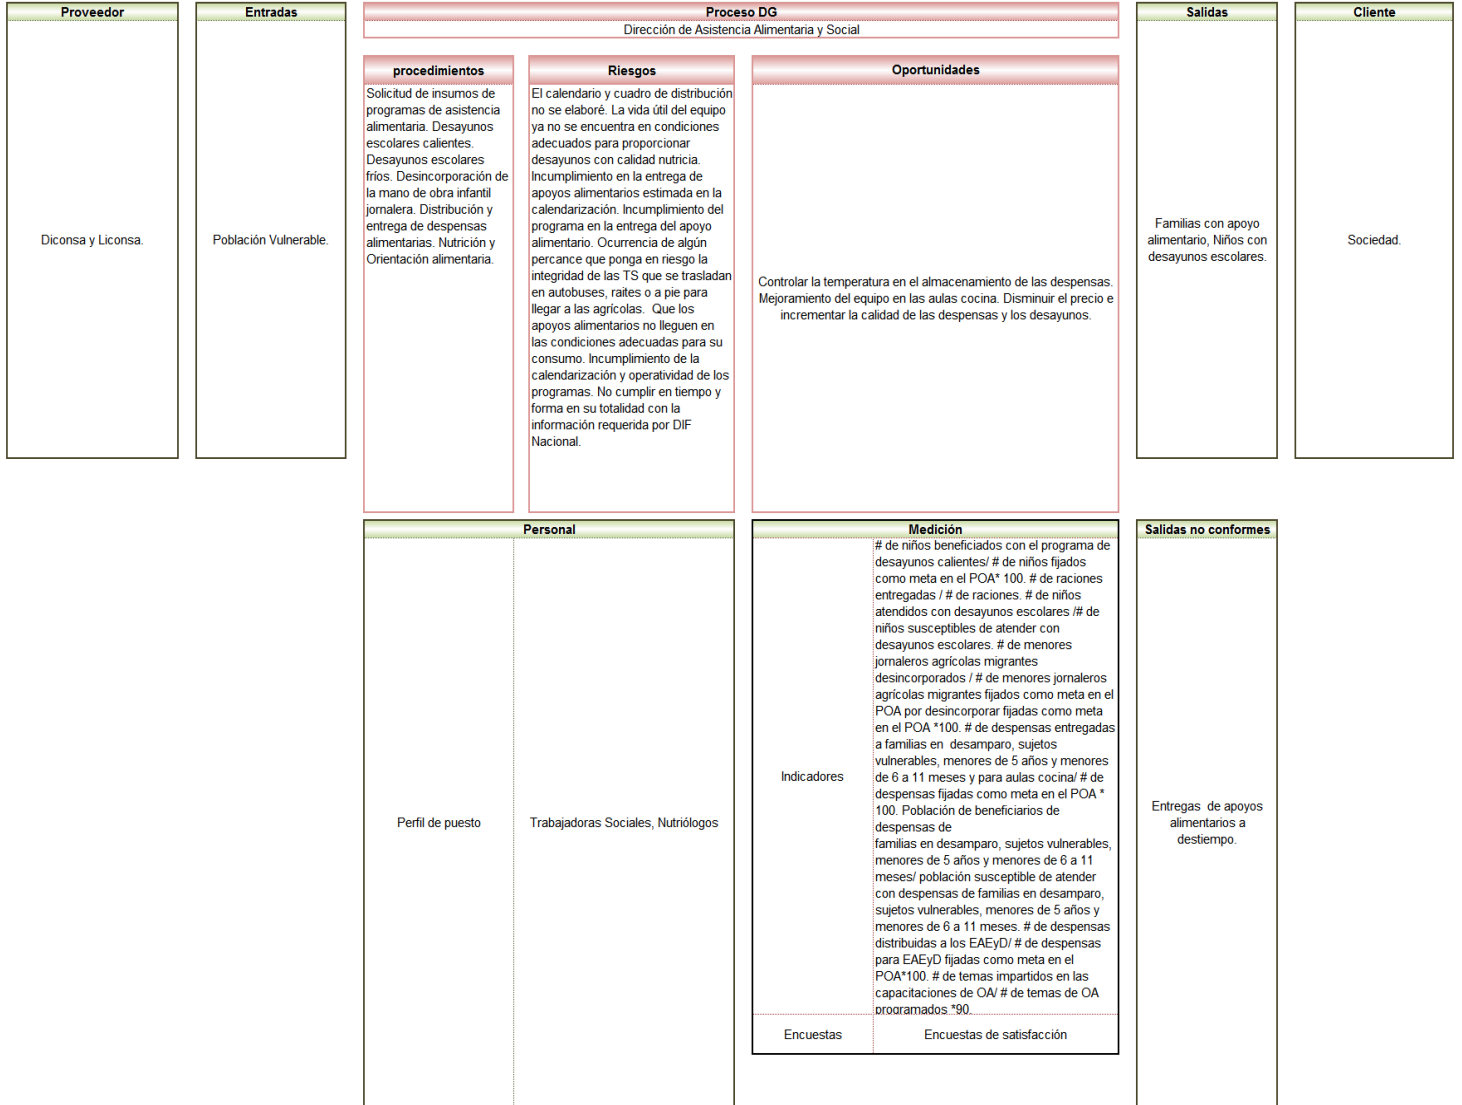 Proveedor
Diconsa y Liconsa.
Entradas
Población Vulnerable.
Proceso DG
Dirección de Asistencia Alimentaria y Social
procedimientos
Solicitud de insumos de
programas de asistencia
alimentaria. Desayunos
escolares calientes.
Desayunos escolares
fríos. Desincorporación de
la mano de obra infantil
jornalera. Distribución y
entrega de despensas
alimentarias. Nutrición y
Orientación alimentaria.
Riesgos
El calendario y cuadro de distribución
no se elaboré. La vida útil del equipo
ya no se encuentra en condiciones
adecuados para proporcionar
desayunos con calidad nutricia.
Incumplimiento en la entrega de
apoyos alimentarios estimada en la
calendarización. Incumplimiento del
programa en la entrega del apoyo
alimentario. Ocurrencia de algún
percance que ponga en riesgo la
integridad de las TS que se trasladan
en autobuses, raites o a pie para
llegar a las agrícolas.  Que los
apoyos alimentarios no lleguen en
las condiciones adecuadas para su
consumo. Incumplimiento de la
calendarización y operatividad de los
programas. No cumplir en tiempo y
forma en su totalidad con la
información requerida por DIF
Nacional.
Oportunidades
Controlar la temperatura en el almacenamiento de las despensas.
Mejoramiento del equipo en las aulas cocina. Disminuir el precio e
incrementar la calidad de las despensas y los desayunos.
Salidas
Familias con apoyo
alimentario, Niños con
desayunos escolares.
Cliente
Sociedad.
Personal
Perfil de puesto
Trabajadoras Sociales, Nutriólogos
Medición
Indicadores
# de niños beneficiados con el programa de
desayunos calientes/ # de niños fijados
como meta en el POA* 100. # de raciones
entregadas / # de raciones. # de niños
atendidos con desayunos escolares /# de
niños susceptibles de atender con
desayunos escolares. # de menores
jornaleros agrícolas migrantes
desincorporados / # de menores jornaleros
agrícolas migrantes fijados como meta en el
POA por desincorporar fijadas como meta
en el POA *100. # de despensas entregadas
a familias en  desamparo, sujetos
vulnerables, menores de 5 años y menores
de 6 a 11 meses y para aulas cocina/ # de
despensas fijadas como meta en el POA *
100. Población de beneficiarios de
despensas de
familias en desamparo, sujetos vulnerables,
menores de 5 años y menores de 6 a 11
meses/ población susceptible de atender
con despensas de familias en desamparo,
sujetos vulnerables, menores de 5 años y
menores de 6 a 11 meses. # de despensas
distribuidas a los EAEyD/ # de despensas
para EAEyD fijadas como meta en el
POA*100. # de temas impartidos en las
capacitaciones de OA/ # de temas de OA
programados *90.
Encuestas
Encuestas de satisfacción
Salidas no conformes
Entregas  de apoyos
alimentarios a
destiempo.